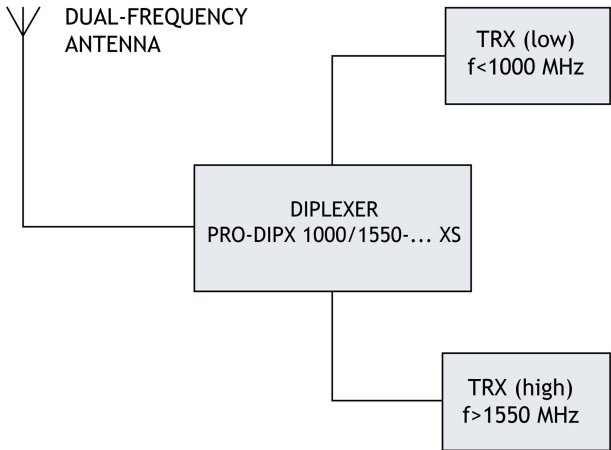 DUAL-FREQUENCY
ANTENNA
TRX (low)
f<1000 MHz
DIPLEXER
PRO-DIPX 1000/1550-... XS
TRX (high)
f>1550 MHz